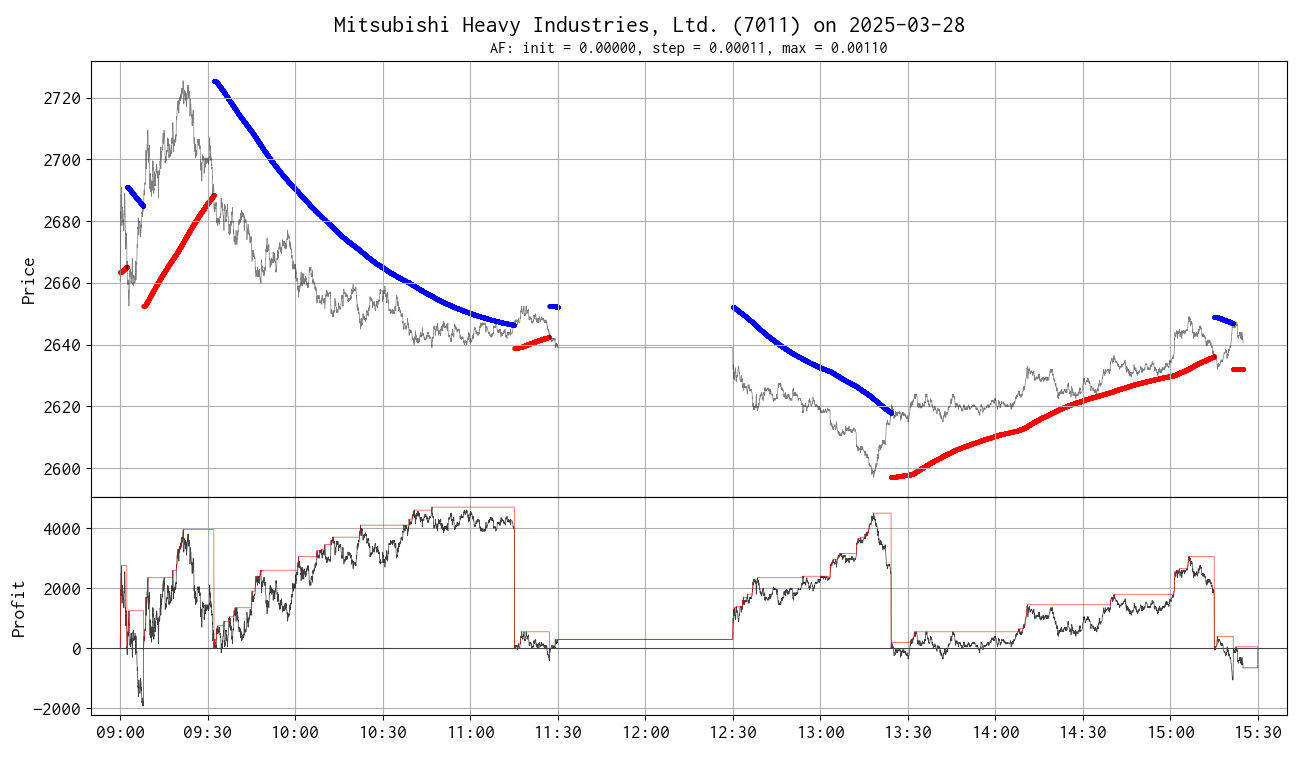 Mitsubishi Heavy Industries, Ltd. (7011) on 2025-03-28
AF: init = 0.00000, step = 0.00011, max = 0.00110
Price
2720
2700
2680
2660
2640
2620
2600
Profit
4000
2000
0
−2000
09:00 09:30 10:00 10:30 11:00 11:30 12:00 12:30 13:00 13:30 14:00 14:30 15:00 15:30